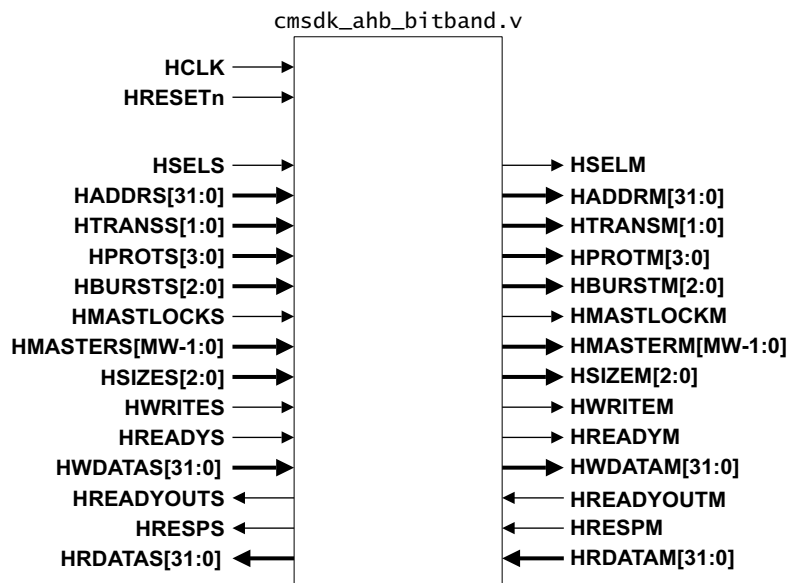 cmsdk_ahb_bitband.v
HCLK
HRESETn
HSELS
HSELM
HADDRS[31:0]
HADDRM[31:0]
HTRANSS[1:0]
HTRANSM[1:0]
HPROTS[3:0]
HPROTM[3:0]
HBURSTS[2:0]
HBURSTM[2:0]
HMASTLOCKS
HMASTLOCKM
HMASTERS[MW-1:0]
HMASTERM[MW-1:0]
HSIZES[2:0]
HSIZEM[2:0]
HWRITES
HWRITEM
HREADYS
HREADYM
HWDATAS[31:0]
HWDATAM[31:0]
HREADYOUTS
HREADYOUTM
HRESPS
HRESPM
HRDATAS[31:0]
HRDATAM[31:0]